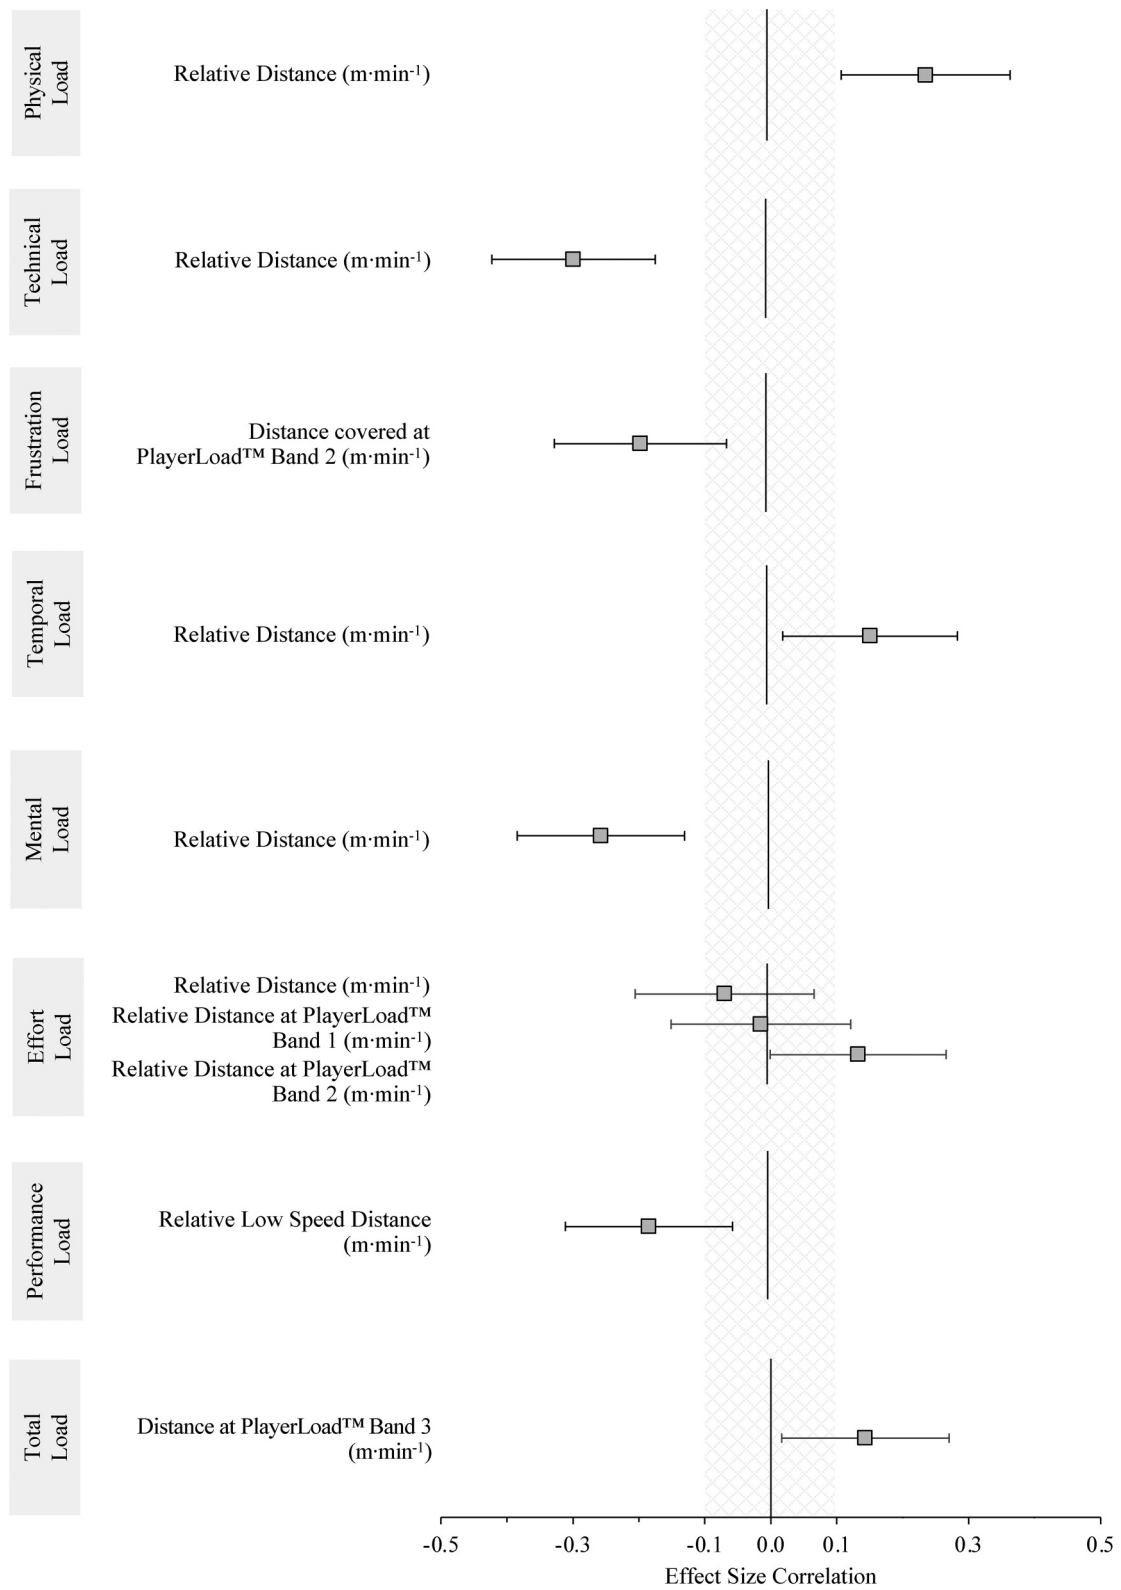 Physical
Load
Relative Distance (m·min⁻¹)
Technical
Load
Relative Distance (m·min⁻¹)
Frustration
Load
Distance covered at
PlayerLoad™ Band 2 (m·min⁻¹)
Temporal
Load
Relative Distance (m·min⁻¹)
Mental
Load
Relative Distance (m·min⁻¹)
Effort
Load
Relative Distance (m·min⁻¹)
Relative Distance at PlayerLoad™
Band 1 (m·min⁻¹)
Relative Distance at PlayerLoad™
Band 2 (m·min⁻¹)
Performance
Load
Relative Low Speed Distance
(m·min⁻¹)
Total
Load
Distance at PlayerLoad™ Band 3
(m·min⁻¹)
-0.5 -0.3 -0.1 0.0 0.1 0.3 0.5
Effect Size Correlation